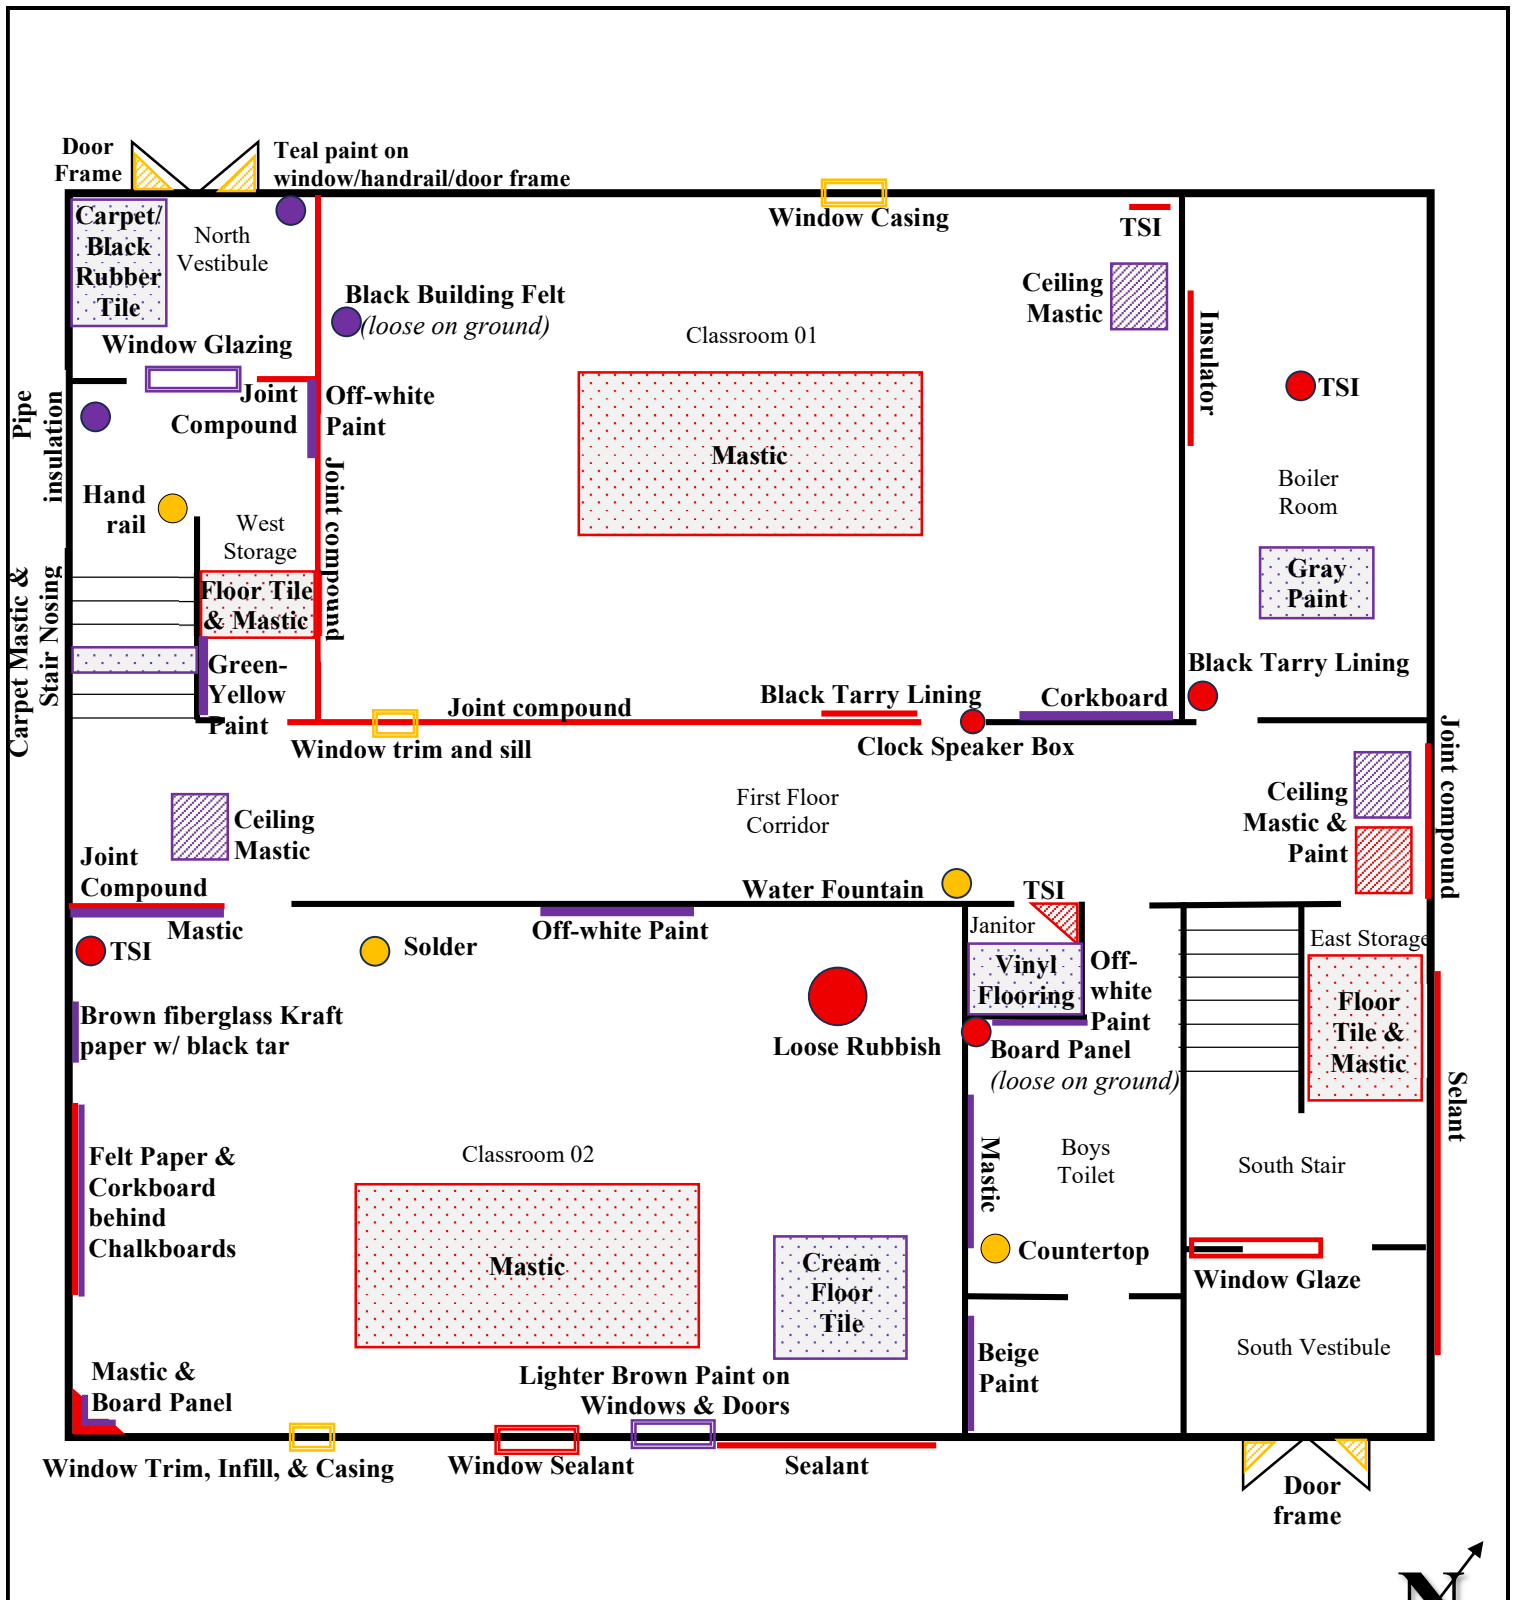 Door
Frame
Teal paint on
window/handrail/door frame
Carpet/
Black
Rubber
Tile
North
Vestibule
Window Casing
TSI
Ceiling
Mastic
Black Building Felt
(loose on ground)
Classroom 01
Insulator
Window Glazing
Joint
Compound
Off-white
Paint
TSI
Pipe
insulation
Mastic
Joint compound
Boiler
Room
Hand
rail
West
Storage
Floor Tile
& Mastic
Gray
Paint
Carpet Mastic &
Stair Nosing
Green-
Yellow
Paint
Black Tarry Lining
Black Tarry Lining
Corkboard
Joint compound
Window trim and sill
Clock Speaker Box
Joint compound
First Floor
Corridor
Ceiling
Mastic &
Paint
Ceiling
Mastic
Joint
Compound
Water Fountain
TSI
Mastic
Off-white Paint
Janitor
East Storage
TSI
Solder
Vinyl
Flooring
Off-
white
Paint
Floor
Tile &
Mastic
Brown fiberglass Kraft
paper w/ black tar
Loose Rubbish
Board Panel
(loose on ground)
Selant
Felt Paper &
Corkboard
behind
Chalkboards
Classroom 02
Mastic
Boys
Toilet
South Stair
Mastic
Cream
Floor
Tile
Countertop
Window Glaze
Beige
Paint
South Vestibule
Mastic &
Board Panel
Lighter Brown Paint on
Windows & Doors
Window Trim, Infill, & Casing
Window Sealant
Sealant
Door
frame
N